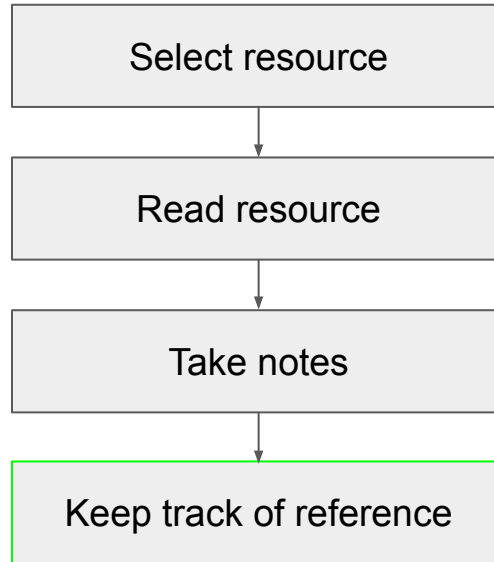 Select resource
Read resource
Take notes
Keep track of reference